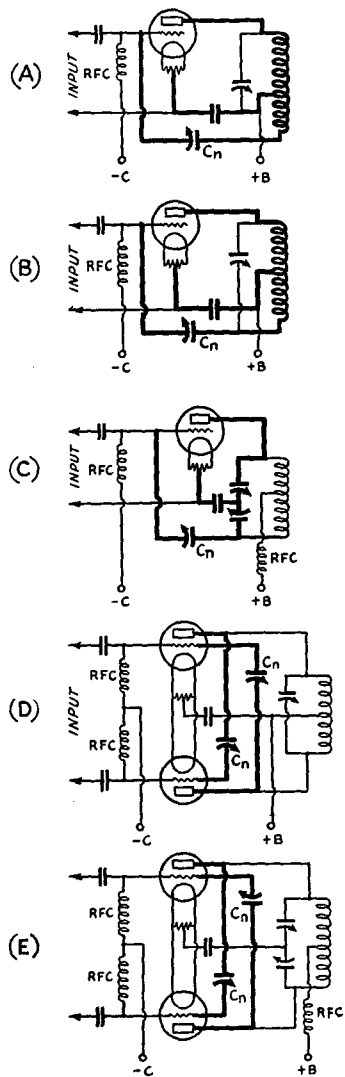 (A)
INPUT
RFC
Cn
-C
+B
(B)
INPUT
RFC
Cn
-C
+B
(C)
INPUT
RFC
Cn
RFC
-C
+B
(D)
INPUT
RFC
RFC
Cn
Cn
-C
+B
(E)
RFC
RFC
Cn
Cn
RFC
-C
+B